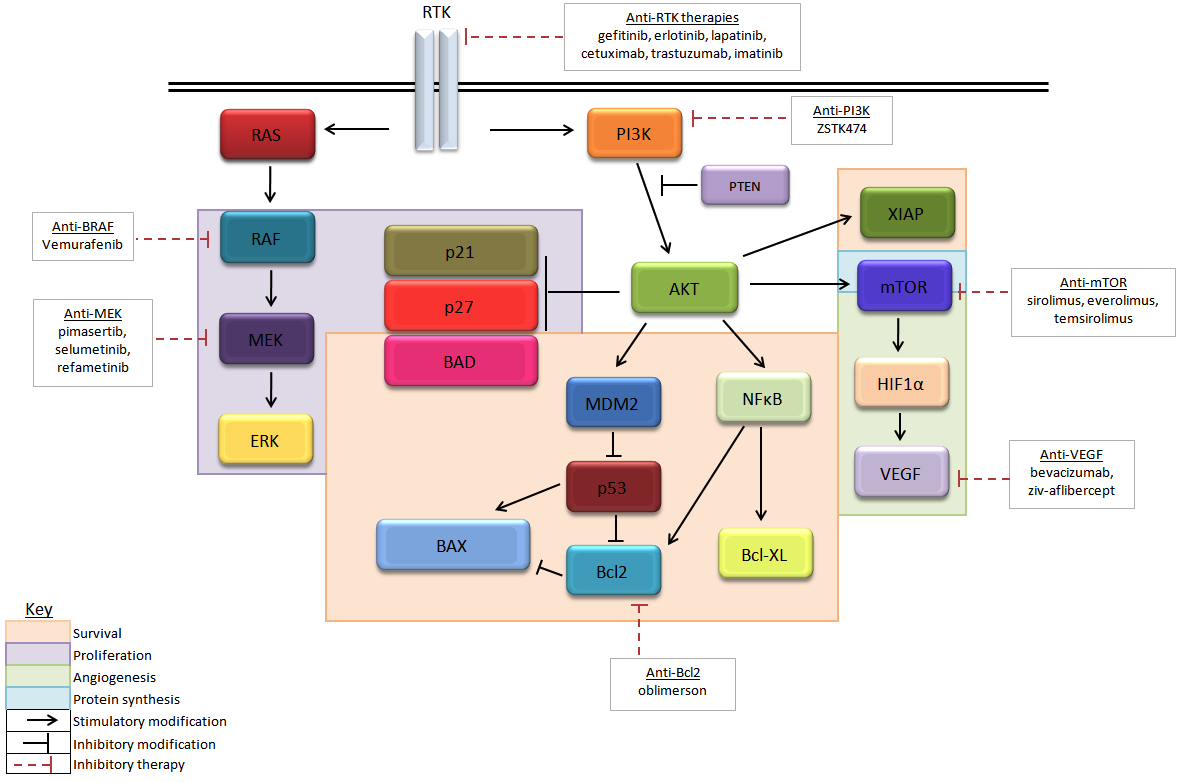 RTK
Anti-RTK therapies
gefitinib, erlotinib, lapatinib,
cetuximab, trastuzumab, imatinib
RAS
PI3K
Anti-PI3K
ZSTK474
PTEN
XIAP
Anti-BRAF
Vemurafenib
RAF
p21
AKT
mTOR
Anti-mTOR
sirolimus, everolimus,
temsirolimus
p27
Anti-MEK
pimasertib,
selumetinib,
refametinib
MEK
BAD
MDM2
NFκB
HIF1α
ERK
p53
VEGF
Anti-VEGF
bevacizumab,
ziv-aflibercept
BAX
Bcl2
Bcl-XL
Anti-Bcl2
oblimerson
Key
Survival
Proliferation
Angiogenesis
Protein synthesis
Stimulatory modification
Inhibitory modification
Inhibitory therapy